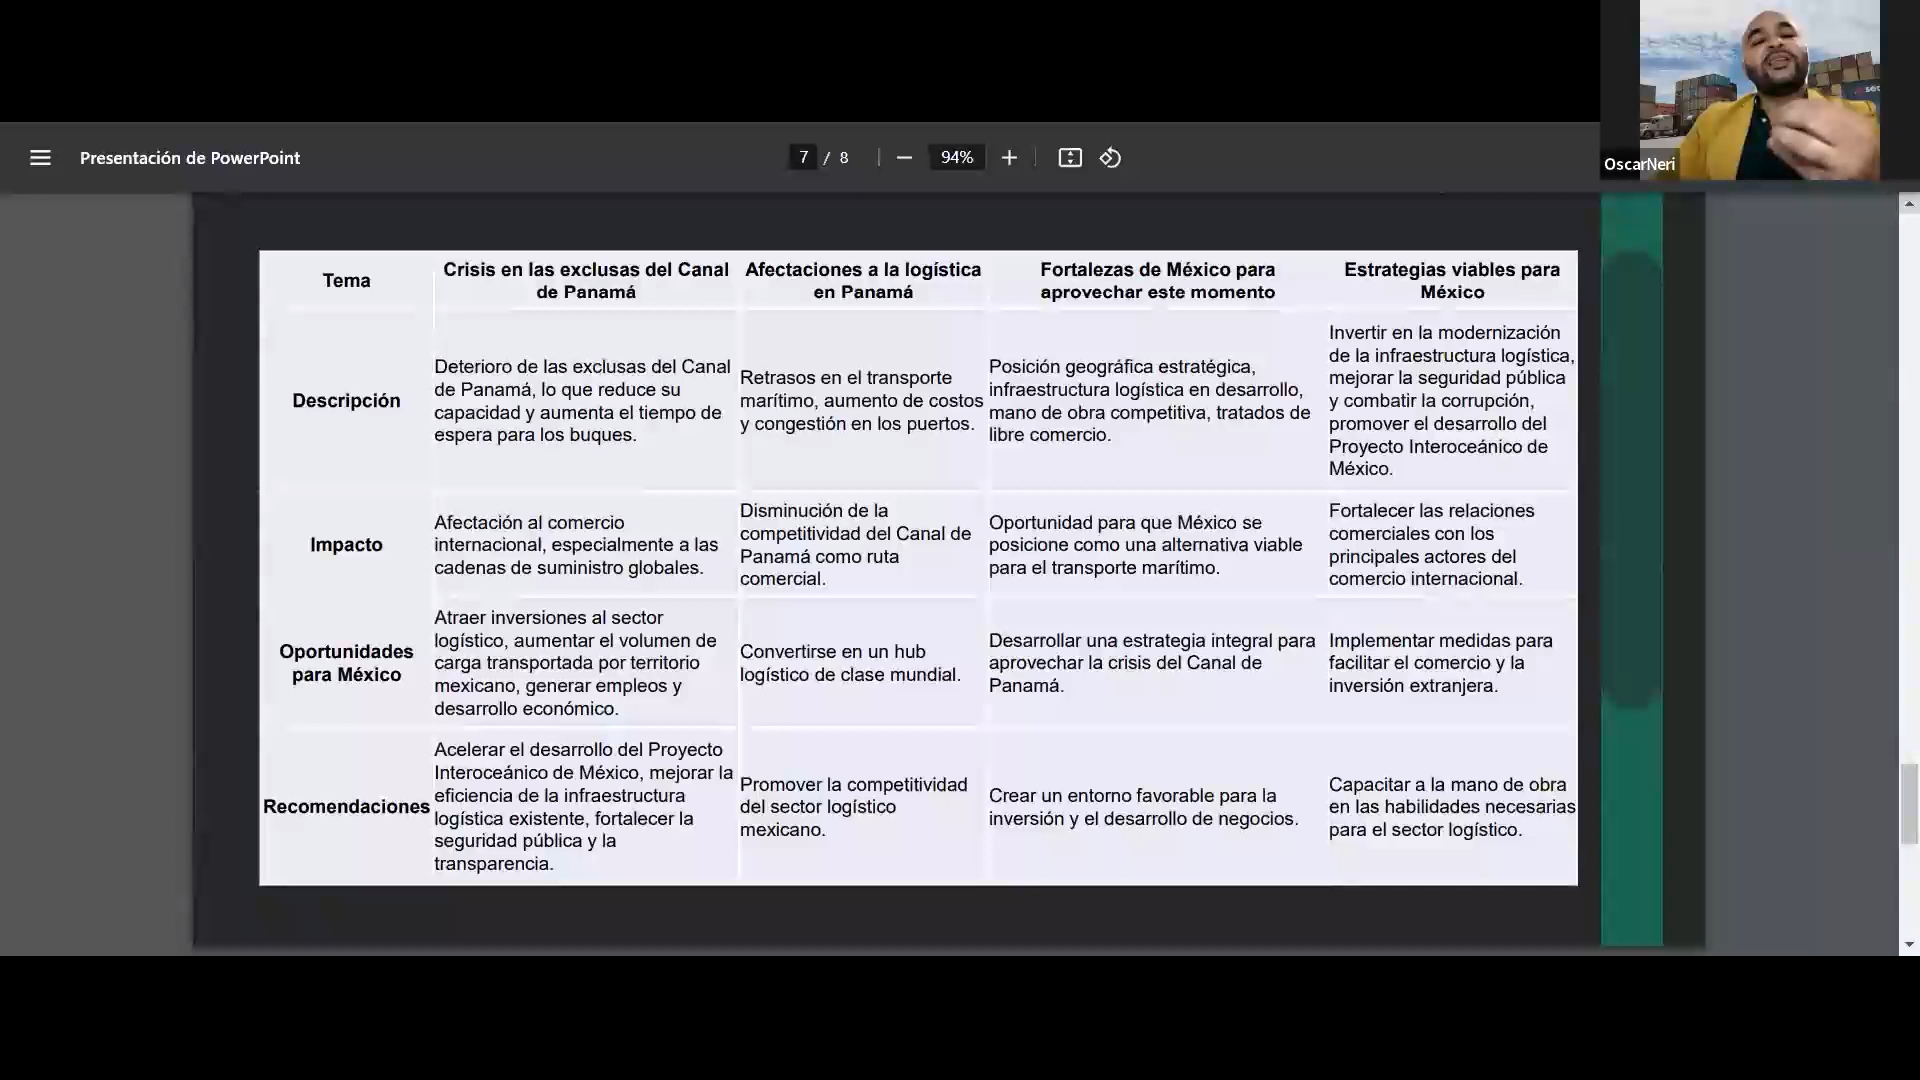 Presentación de PowerPoint
7 / 8
94%
OscarNeri
Tema
Crisis en las exclusas del Canal
de Panamá
Afectaciones a la logística
en Panamá
Fortalezas de México para
aprovechar este momento
Estrategias viables para
México
Descripción
Deterioro de las exclusas del Canal
de Panamá, lo que reduce su
capacidad y aumenta el tiempo de
espera para los buques.
Retrasos en el transporte
marítimo, aumento de costos
y congestión en los puertos.
Posición geográfica estratégica,
infraestructura logística en desarrollo,
mano de obra competitiva, tratados de
libre comercio.
Invertir en la modernización
de la infraestructura logística,
mejorar la seguridad pública
y combatir la corrupción,
promover el desarrollo del
Proyecto Interoceánico de
México.
Impacto
Afectación al comercio
internacional, especialmente a las
cadenas de suministro globales.
Disminución de la
competitividad del Canal de
Panamá como ruta
comercial.
Oportunidad para que México se
posicione como una alternativa viable
para el transporte marítimo.
Fortalecer las relaciones
comerciales con los
principales actores del
comercio internacional.
Oportunidades
para México
Atraer inversiones al sector
logístico, aumentar el volumen de
carga transportada por territorio
mexicano, generar empleos y
desarrollo económico.
Convertirse en un hub
logístico de clase mundial.
Desarrollar una estrategia integral para
aprovechar la crisis del Canal de
Panamá.
Implementar medidas para
facilitar el comercio y la
inversión extranjera.
Recomendaciones
Acelerar el desarrollo del Proyecto
Interoceánico de México, mejorar la
eficiencia de la infraestructura
logística existente, fortalecer la
seguridad pública y la
transparencia.
Promover la competitividad
del sector logístico
mexicano.
Crear un entorno favorable para la
inversión y el desarrollo de negocios.
Capacitar a la mano de obra
en las habilidades necesarias
para el sector logístico.